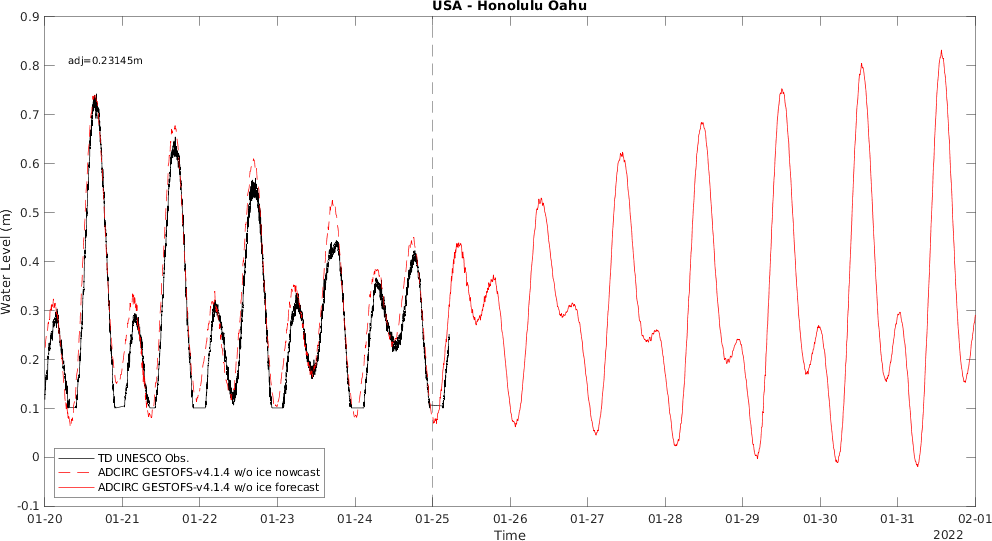 USA - Honolulu Oahu
0.9
adj=0.23145m
0.8
0.7
0.6
0.5
0.4
0.3
0.2
0.1
0
-0.1
Water Level (m)
TD UNESCO Obs.
ADCIRC GESTOFS-v4.1.4 w/o ice nowcast
ADCIRC GESTOFS-v4.1.4 w/o ice forecast
01-20 01-21 01-22 01-23 01-24 01-25 01-26 01-27 01-28 01-29 01-30 01-31 02-01
Time
2022